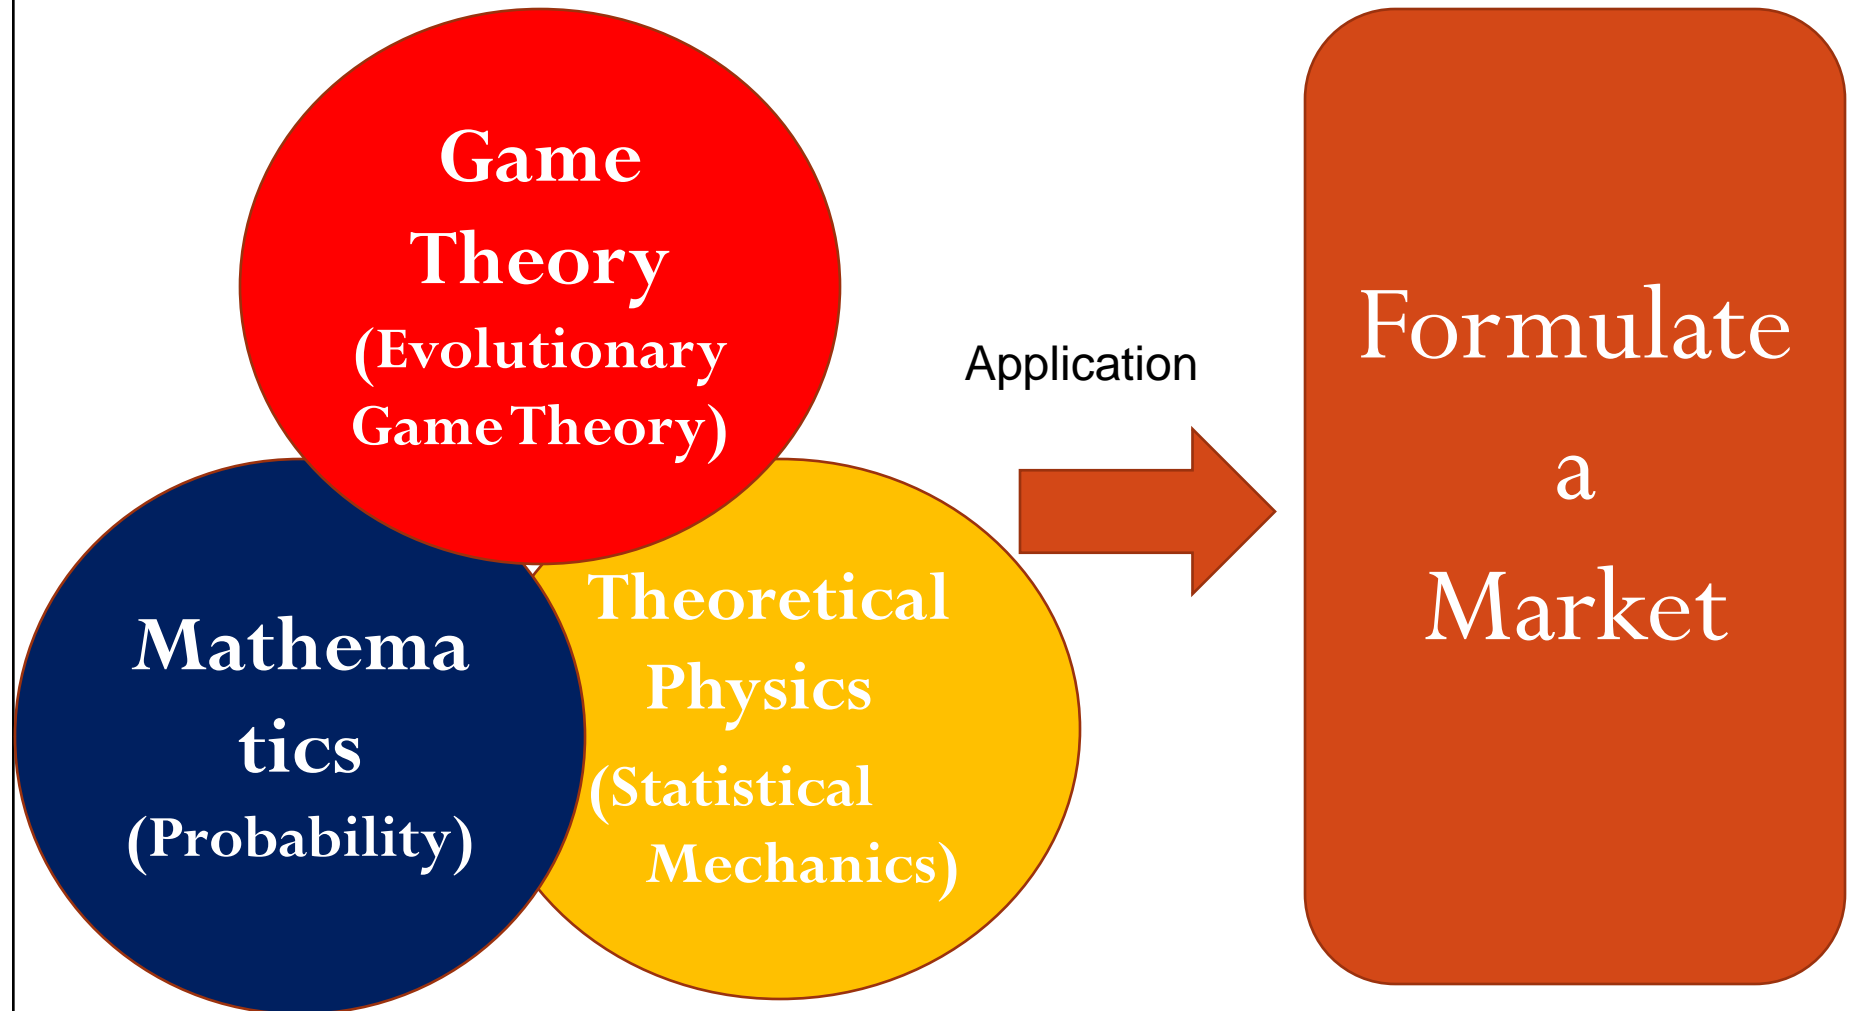 Game
Theory
(Evolutionary
Game Theory)
Mathema
tics
(Probability)
Theoretical
Physics
(Statistical
Mechanics)
Application
Formulate
a
Market